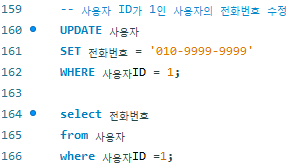 159 -- 사용자 ID가 1인 사용자의 전화번호 수정
160 UPDATE 사용자
161 SET 전화번호 = '010-9999-9999'
162 WHERE 사용자ID = 1;
163
164 select 전화번호
165 from 사용자
166 where 사용자ID =1;